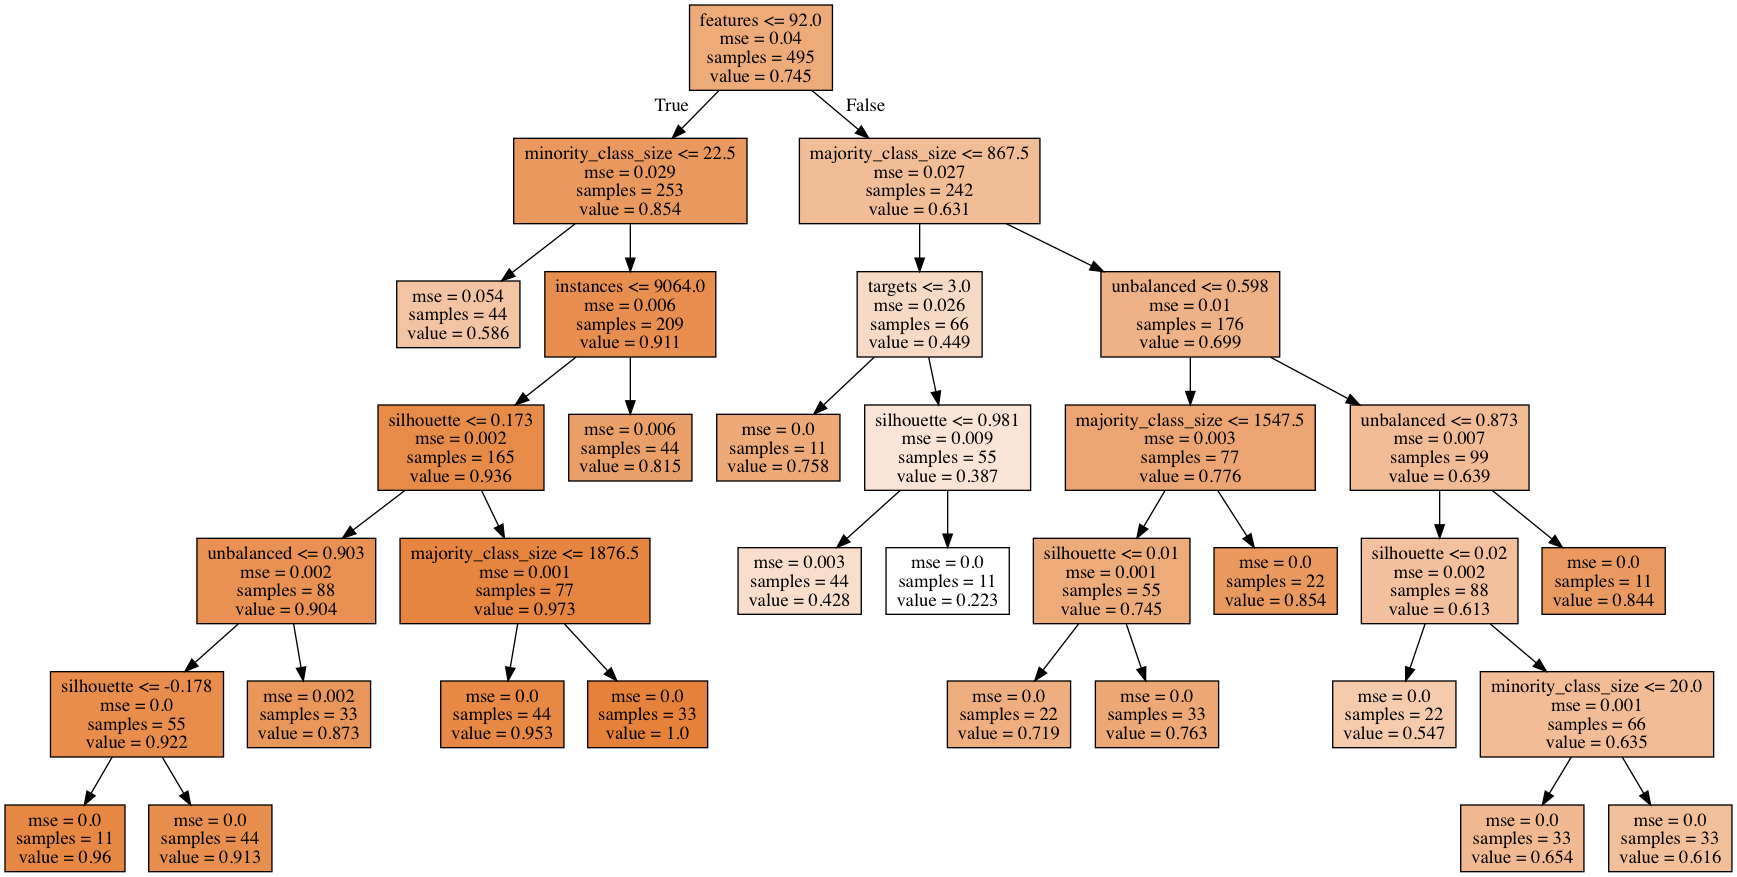 features <= 92.0
mse = 0.04
samples = 495
value = 0.745
True
False
minority_class_size <= 22.5
mse = 0.029
samples = 253
value = 0.854
majority_class_size <= 867.5
mse = 0.027
samples = 242
value = 0.631
mse = 0.054
samples = 44
value = 0.586
instances <= 9064.0
mse = 0.006
samples = 209
value = 0.911
targets <= 3.0
mse = 0.026
samples = 66
value = 0.449
unbalanced <= 0.598
mse = 0.01
samples = 176
value = 0.699
silhouette <= 0.173
mse = 0.002
samples = 165
value = 0.936
mse = 0.006
samples = 44
value = 0.815
mse = 0.0
samples = 11
value = 0.758
silhouette <= 0.981
mse = 0.009
samples = 55
value = 0.387
majority_class_size <= 1547.5
mse = 0.003
samples = 77
value = 0.776
unbalanced <= 0.873
mse = 0.007
samples = 99
value = 0.639
unbalanced <= 0.903
mse = 0.002
samples = 88
value = 0.904
majority_class_size <= 1876.5
mse = 0.001
samples = 77
value = 0.973
mse = 0.003
samples = 44
value = 0.428
mse = 0.0
samples = 11
value = 0.223
silhouette <= 0.01
mse = 0.001
samples = 55
value = 0.745
mse = 0.0
samples = 22
value = 0.854
silhouette <= 0.02
mse = 0.002
samples = 88
value = 0.613
mse = 0.0
samples = 11
value = 0.844
silhouette <= -0.178
mse = 0.0
samples = 55
value = 0.922
mse = 0.002
samples = 33
value = 0.873
mse = 0.0
samples = 44
value = 0.953
mse = 0.0
samples = 33
value = 1.0
mse = 0.0
samples = 22
value = 0.719
mse = 0.0
samples = 33
value = 0.763
mse = 0.0
samples = 22
value = 0.547
minority_class_size <= 20.0
mse = 0.001
samples = 66
value = 0.635
mse = 0.0
samples = 11
value = 0.96
mse = 0.0
samples = 44
value = 0.913
mse = 0.0
samples = 33
value = 0.654
mse = 0.0
samples = 33
value = 0.616